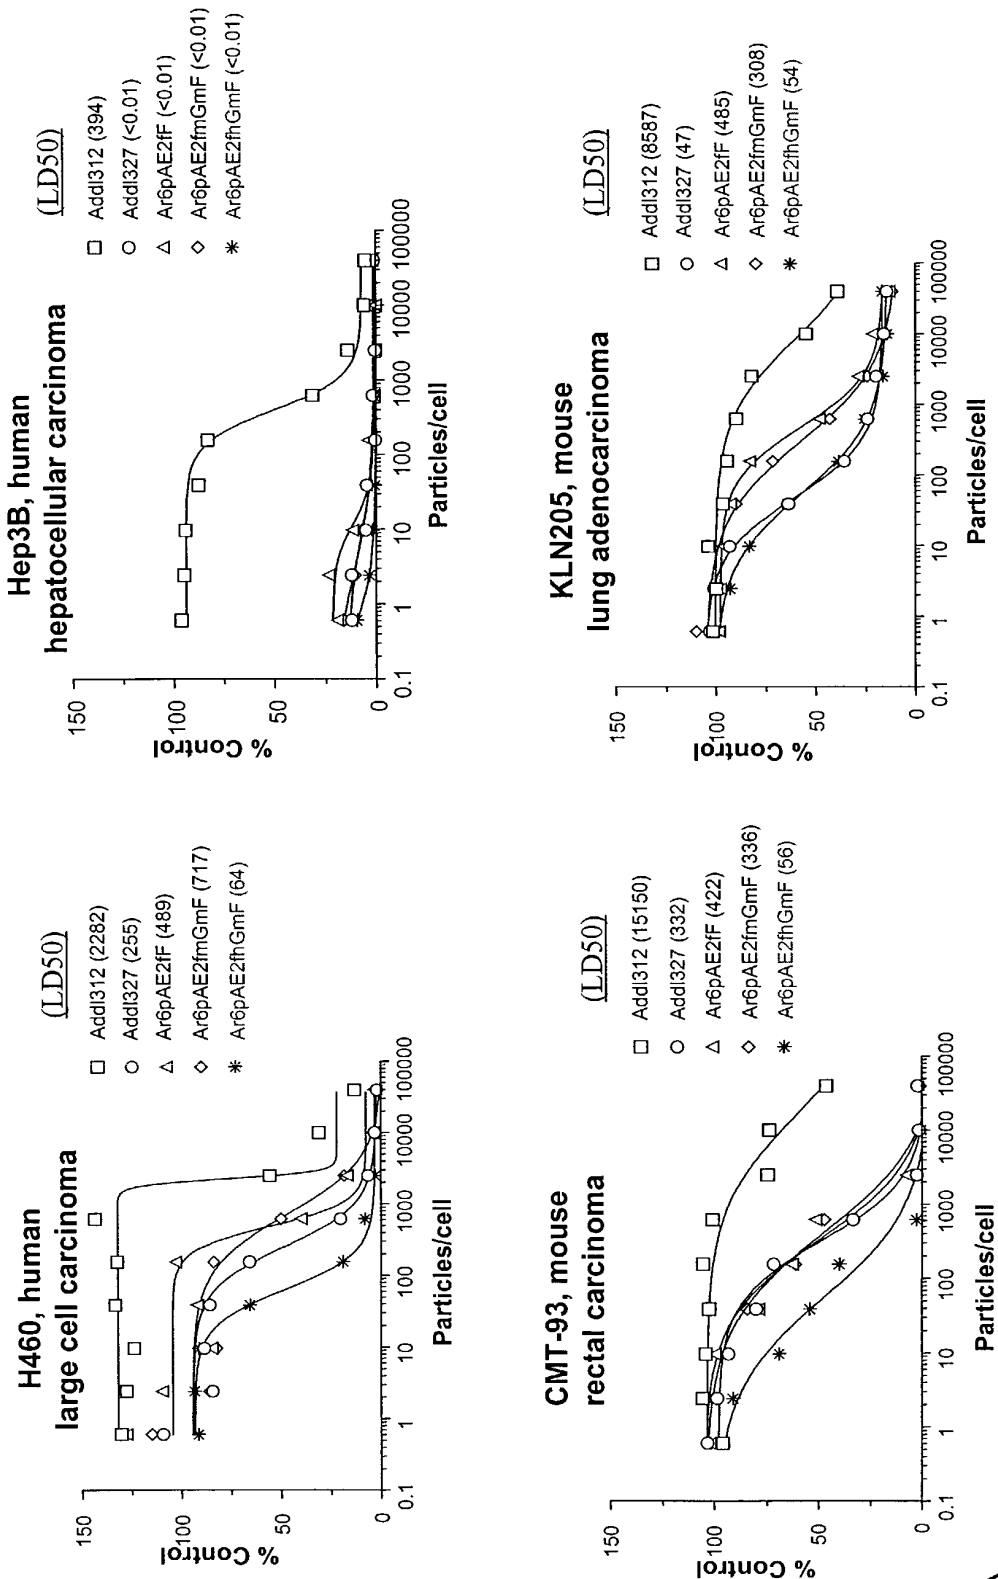 H460, human
large cell carcinoma
150
100
50
0
% Control
0.1
1
10
100
1000
10000
100000
Particles/cell
(LD50)
Addl312 (2282)
Addl327 (255)
Ar6pAE2fF (489)
Ar6pAE2fmGmF (717)
Ar6pAE2fhGmF (64)
Hep3B, human
hepatocellular carcinoma
150
100
50
0
% Control
0.1
1
10
100
1000
10000
100000
Particles/cell
(LD50)
Addl312 (394)
Addl327 (<0.01)
Ar6pAE2fF (<0.01)
Ar6pAE2fmGmF (<0.01)
Ar6pAE2fhGmF (<0.01)
CMT-93, mouse
rectal carcinoma
150
100
50
0
% Control
0.1
1
10
100
1000
10000
100000
Particles/cell
(LD50)
Addl312 (15150)
Addl327 (332)
Ar6pAE2fF (422)
Ar6pAE2fmGmF (336)
Ar6pAE2fhGmF (56)
KLN205, mouse
lung adenocarcinoma
150
100
50
0
% Control
0.1
1
10
100
1000
10000
100000
Particles/cell
(LD50)
Addl312 (8587)
Addl327 (47)
Ar6pAE2fF (485)
Ar6pAE2fmGmF (308)
Ar6pAE2fhGmF (54)